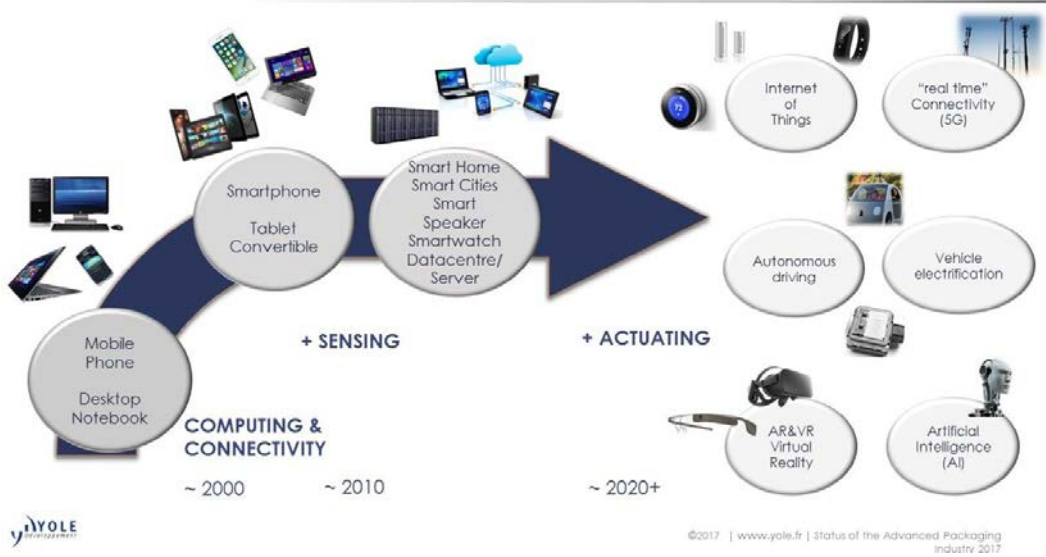 Mobile
Phone
Desktop
Notebook
Smartphone
Tablet
Convertible
Smart Home
Smart Cities
Smart
Speaker
Smartwatch
Datacentre/
Server
COMPUTING &
CONNECTIVITY
+ SENSING
+ ACTUATING
~ 2000
~ 2010
~ 2020+
Internet
of
Things
"real time"
Connectivity
(5G)
Autonomous
driving
Vehicle
electrification
AR&VR
Virtual
Reality
Artificial
Intelligence
(AI)
72
YOLE
Développement
©2017 | www.yole.fr | Status of the Advanced Packaging
Industry 2017